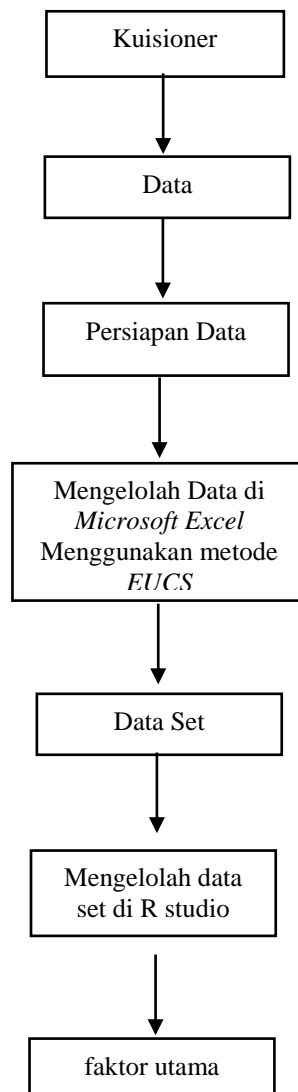 Kuisioner
Data
Persiapan Data
Mengelolah Data di
Microsoft Excel
Menggunakan metode
EUCS
Data Set
Mengelolah data
set di R studio
faktor utama